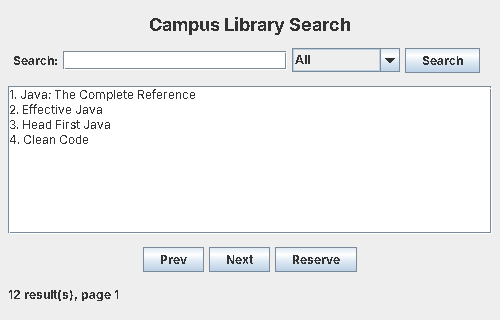 Campus Library Search
Search: All Search
1. Java: The Complete Reference
2. Effective Java
3. Head First Java
4. Clean Code
Prev Next Reserve
12 result(s), page 1